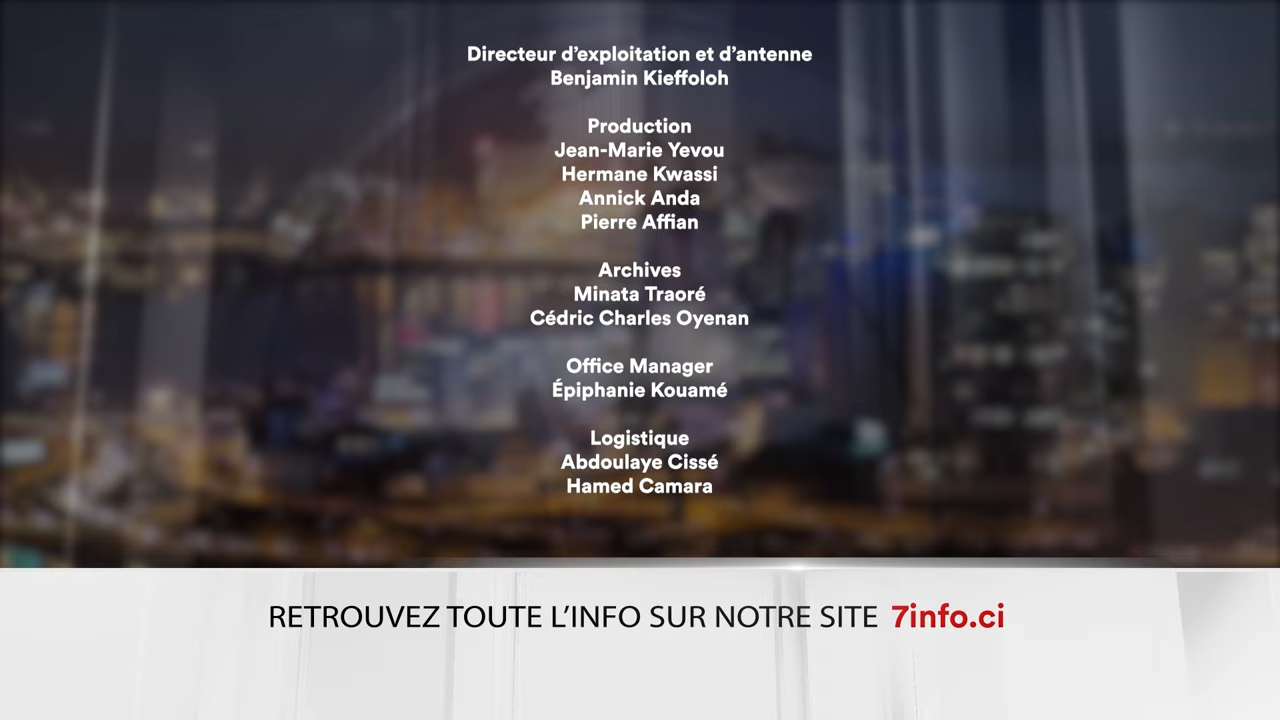 Directeur d’exploitation et d’antenne
Benjamin Kieffoloh
Production
Jean-Marie Yevou
Hermane Kwassi
Annick Anda
Pierre Affian
Archives
Minata Traoré
Cédric Charles Oyenan
Office Manager
Épiphanie Kouamé
Logistique
Abdoulaye Cissé
Hamed Camara
RETROUVEZ TOUTE L’INFO SUR NOTRE SITE 7info.ci